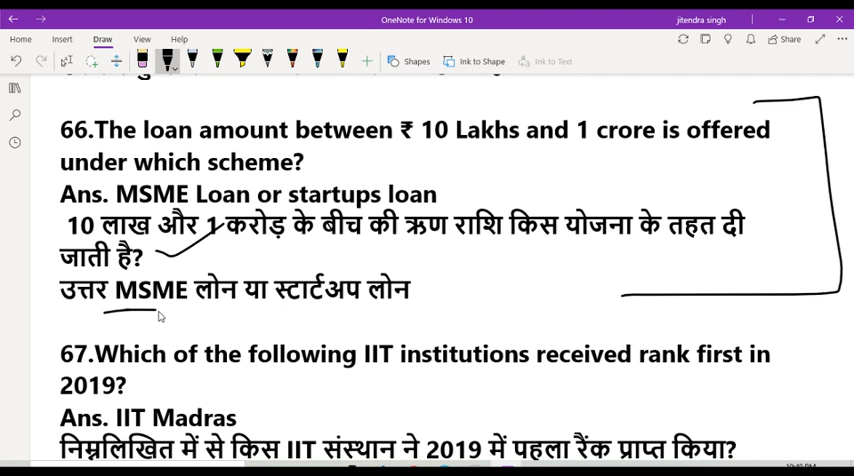 OneNote for Windows 10
jitendra singh
Home Insert Draw View Help
Share
Shapes Ink to Shape Ink to Text
66.The loan amount between ₹ 10 Lakhs and 1 crore is offered
under which scheme?
Ans. MSME Loan or startups loan
10 लाख और 1 करोड़ के बीच की ऋण राशि किस योजना के तहत दी
जाती है?
उत्तर MSME लोन या स्टार्टअप लोन
67.Which of the following IIT institutions received rank first in
2019?
Ans. IIT Madras
निम्नलिखित में से किस IIT संस्थान ने 2019 में पहला रैंक प्राप्त किया?